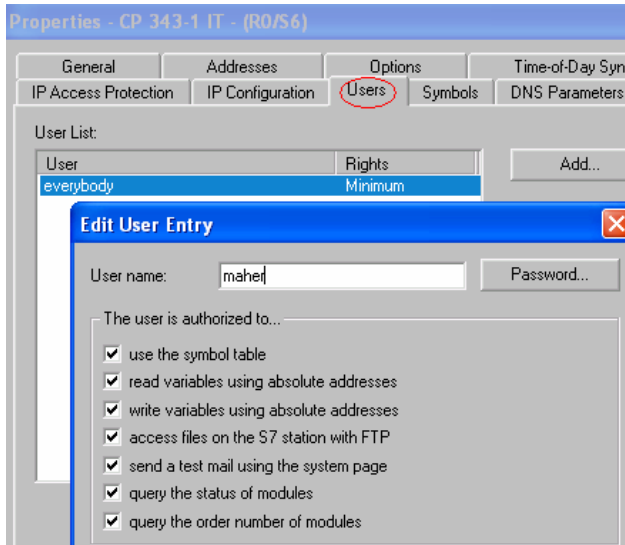 Properties - CP 343-1 IT - (R0/S6)
General Addresses Options Time-of-Day Syn
IP Access Protection IP Configuration Users Symbols DNS Parameters
User List:
User Rights Add...
everybody Minimum
Edit User Entry
User name: maher Password...
The user is authorized to...
use the symbol table
read variables using absolute addresses
write variables using absolute addresses
access files on the S7 station with FTP
send a test mail using the system page
query the status of modules
query the order number of modules